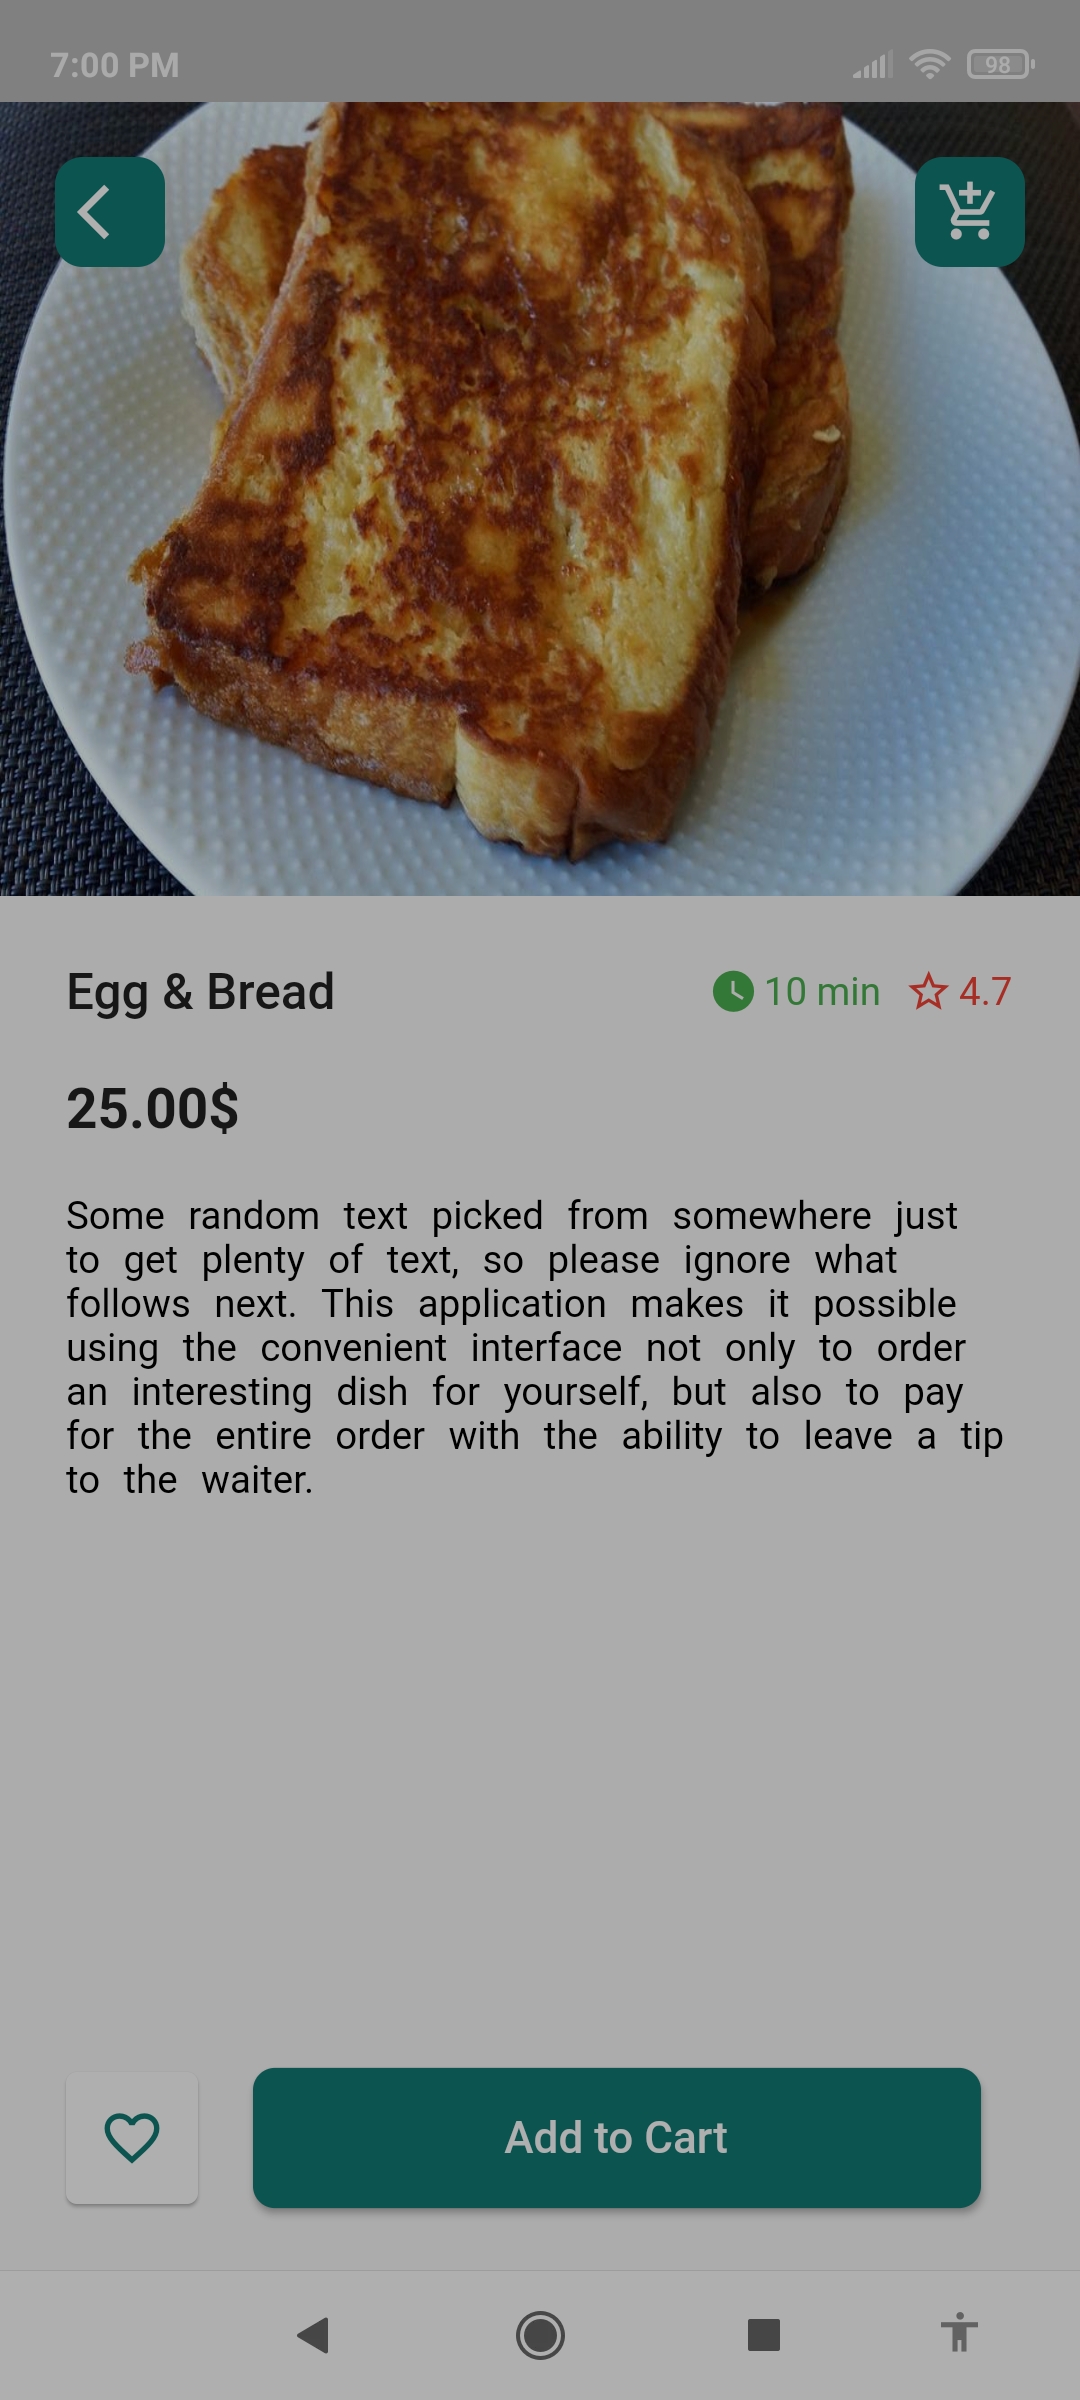 7:00 PM
98
Egg & Bread
10 min
4.7
25.00$
Some random text picked from somewhere just
to get plenty of text, so please ignore what
follows next. This application makes it possible
using the convenient interface not only to order
an interesting dish for yourself, but also to pay
for the entire order with the ability to leave a tip
to the waiter.
Add to Cart